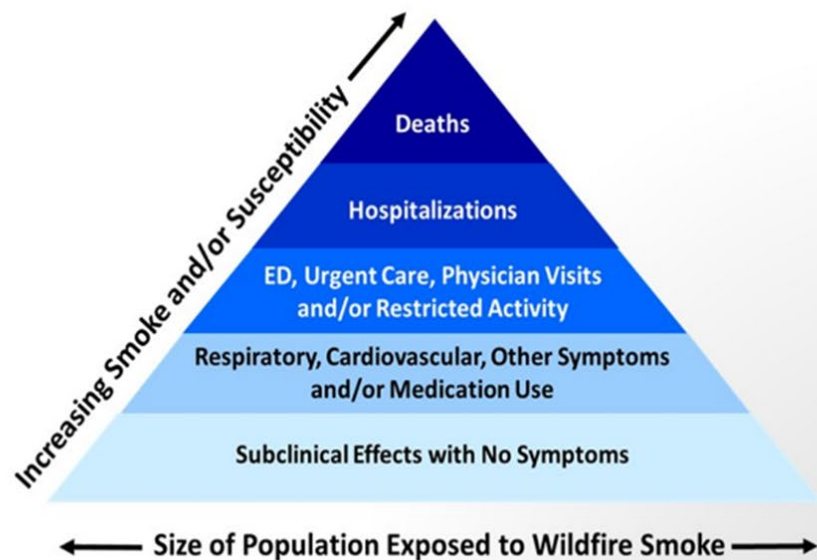 Increasing Smoke and/or Susceptibility
Deaths
Hospitalizations
ED, Urgent Care, Physician Visits
and/or Restricted Activity
Respiratory, Cardiovascular, Other Symptoms
and/or Medication Use
Subclinical Effects with No Symptoms
Size of Population Exposed to Wildfire Smoke